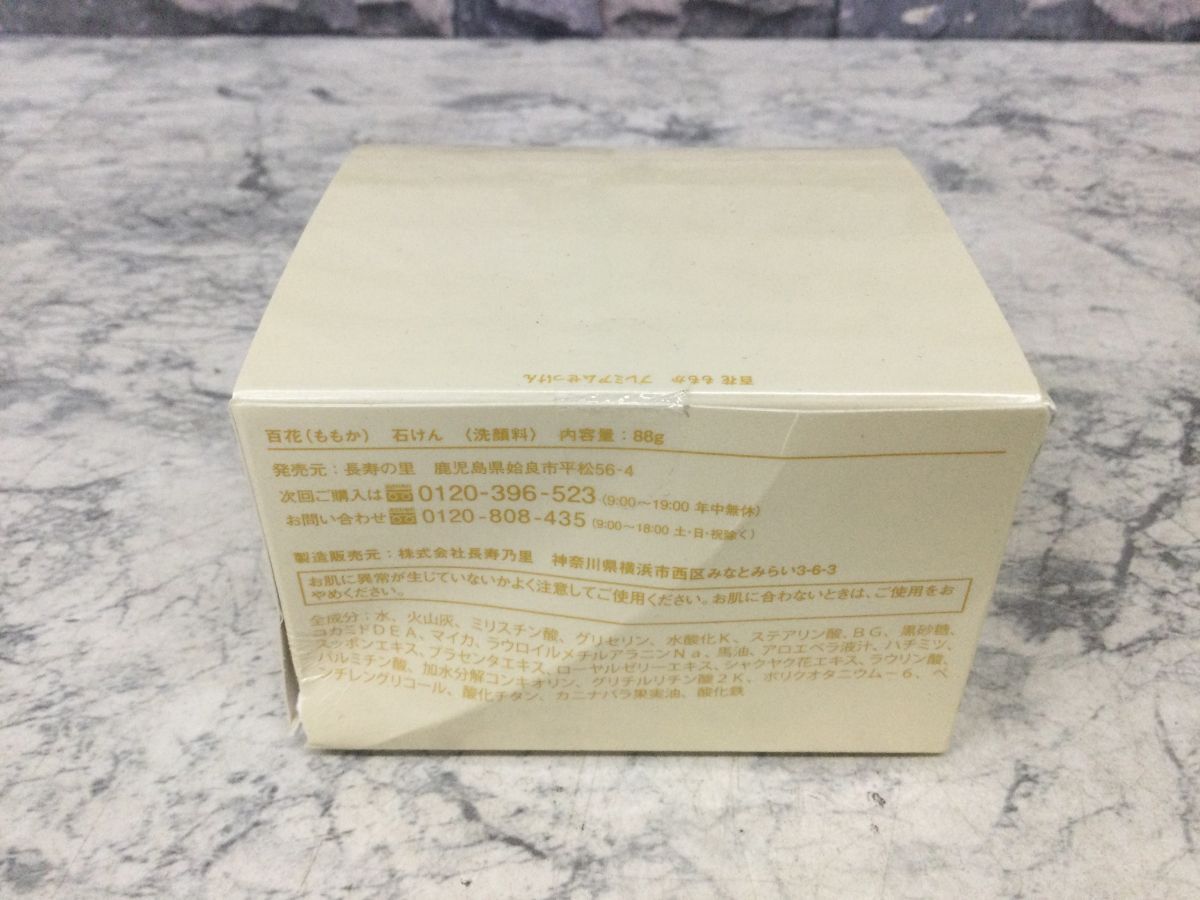 百花 ももか プレミアムせっけん
百花（ももか） 石けん 〈洗顔料〉 内容量：88g
発売元：長寿の里 鹿児島県姶良市平松56-4
次回ご購入は 0120-396-523（9:00～19:00 年中無休）
お問い合わせ 0120-808-435（9:00～18:00 土・日・祝除く）
製造販売元：株式会社長寿乃里 神奈川県横浜市西区みなとみらい3-6-3
お肌に異常が生じていないかよく注意してご使用ください。お肌に合わないときは、ご使用をお
やめください。
全成分：水、火山灰、ミリスチン酸、グリセリン、水酸化K、ステアリン酸、BG、黒砂糖、
コカミドDEA、マイカ、ラウロイルメチルアラニンNa、馬油、アロエベラ液汁、ハチミツ、
スッポンエキス、プラセンタエキス、ローヤルゼリーエキス、シャクヤク花エキス、ラウリン酸、
パルミチン酸、加水分解コンキオリン、グリチルリチン酸2K、ポリクオタニウム－6、ペ
ンチレングリコール、酸化チタン、カニナバラ果実油、酸化鉄